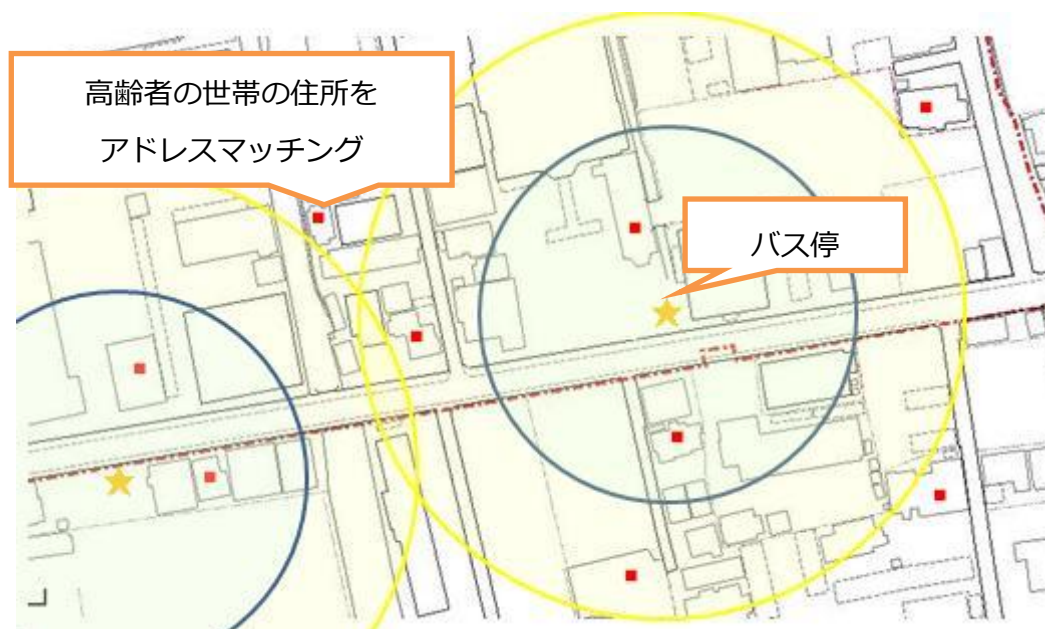 高齢者の世帯の住所を
アドレスマッチング
バス停